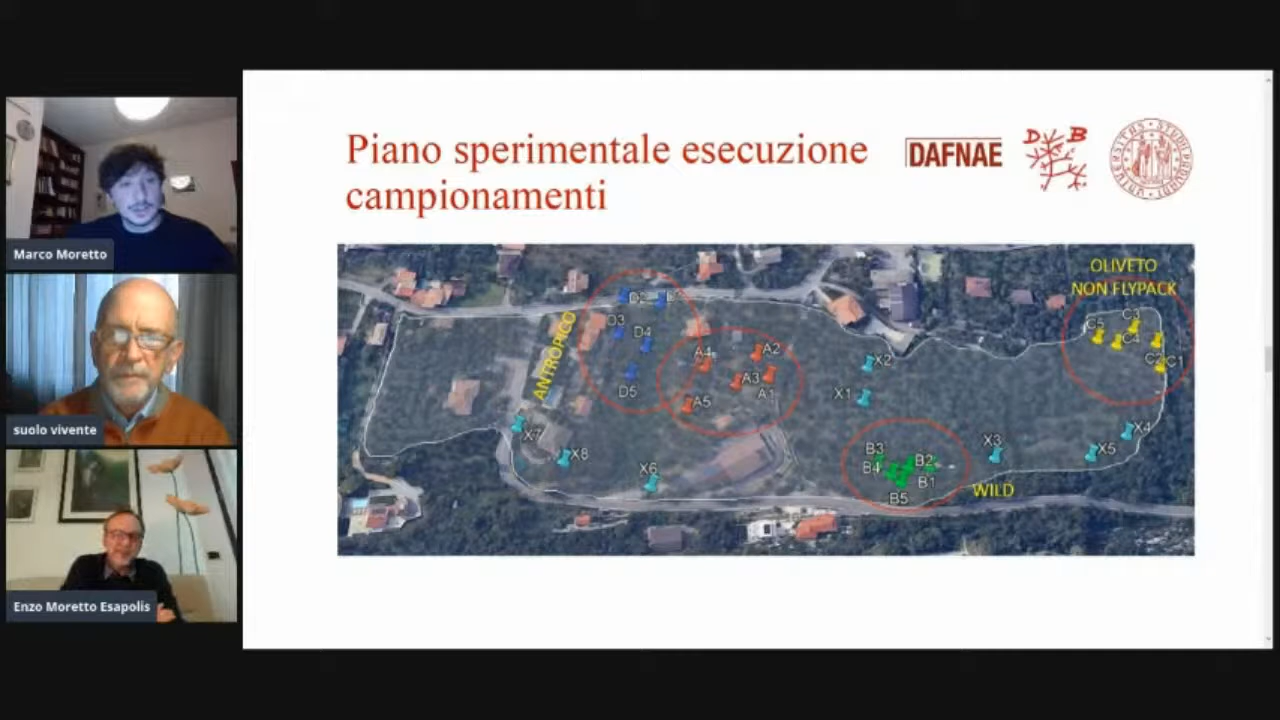 Piano sperimentale esecuzione
campionamenti
DAFNAE
D B
Marco Moretto
suolo vivente
Enzo Moretto Esapolis
OLIVETO
NON FLYPACK
ANTROPICO
WILD
D2
D3
D4
D5
A4
A2
A3
A1
A5
X2
X1
C5
C3
C4
C2
C1
X4
X5
X3
B3
B4
B2
B1
B5
X7
X8
X6